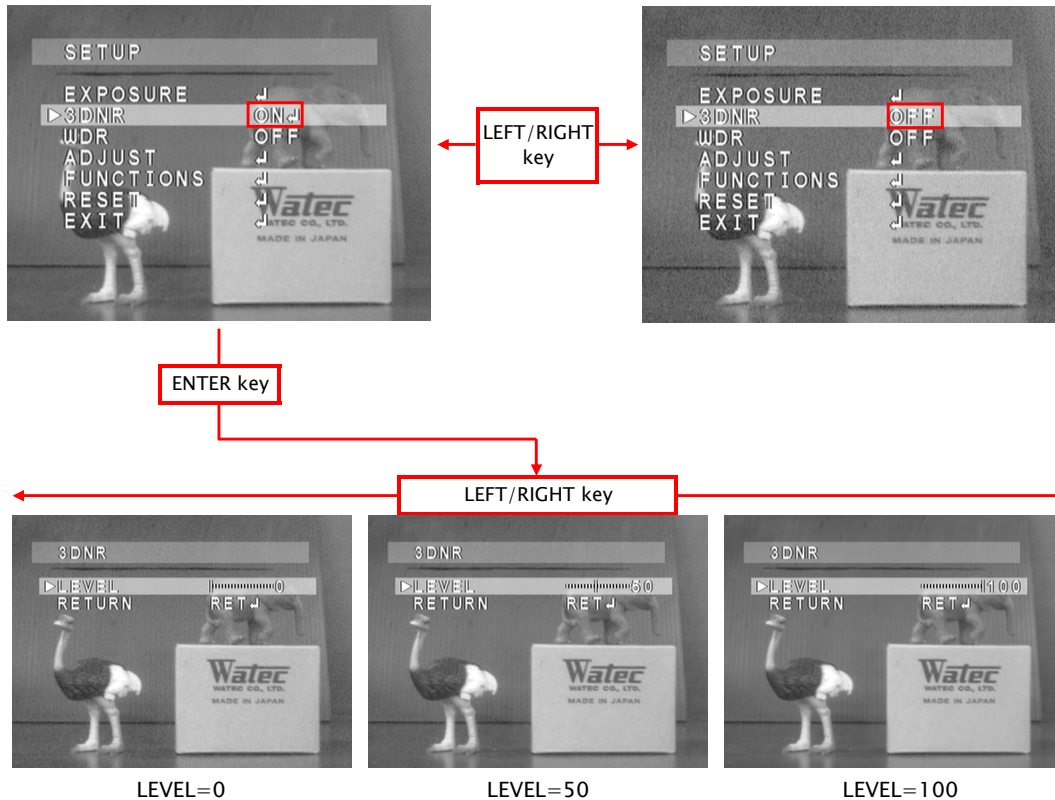 SETUP
EXPOSURE ↲
▷3DNR ON↲
WDR OFF
ADJUST ↲
FUNCTIONS ↲
RESET ↲
EXIT ↲
Watec
WATEC CO., LTD.
MADE IN JAPAN
LEFT/RIGHT
key
SETUP
EXPOSURE ↲
▷3DNR OFF
WDR OFF
ADJUST ↲
FUNCTIONS ↲
RESET ↲
EXIT ↲
Watec
WATEC CO., LTD.
MADE IN JAPAN
ENTER key
LEFT/RIGHT key
3DNR
▷LEVEL 0
RETURN RET↲
Watec
WATEC CO., LTD.
MADE IN JAPAN
LEVEL=0
3DNR
▷LEVEL 50
RETURN RET↲
Watec
WATEC CO., LTD.
MADE IN JAPAN
LEVEL=50
3DNR
▷LEVEL 100
RETURN RET↲
Watec
WATEC CO., LTD.
MADE IN JAPAN
LEVEL=100